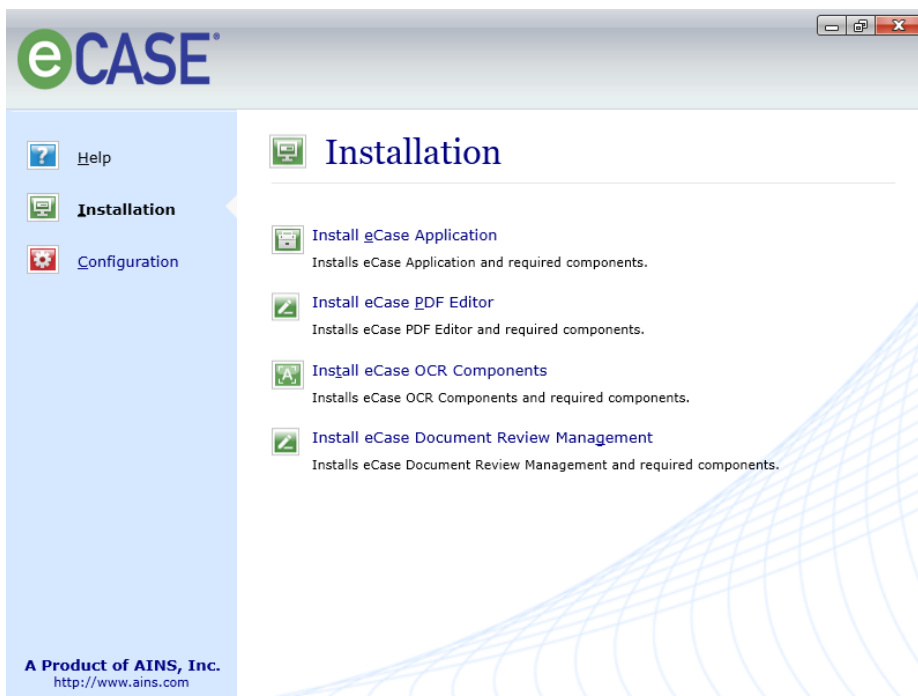 eCASE®
Help
Installation
Configuration
Installation
Install eCase Application
Installs eCase Application and required components.
Install eCase PDF Editor
Installs eCase PDF Editor and required components.
Install eCase OCR Components
Installs eCase OCR Components and required components.
Install eCase Document Review Management
Installs eCase Document Review Management and required components.
A Product of AINS, Inc.
http://www.ains.com